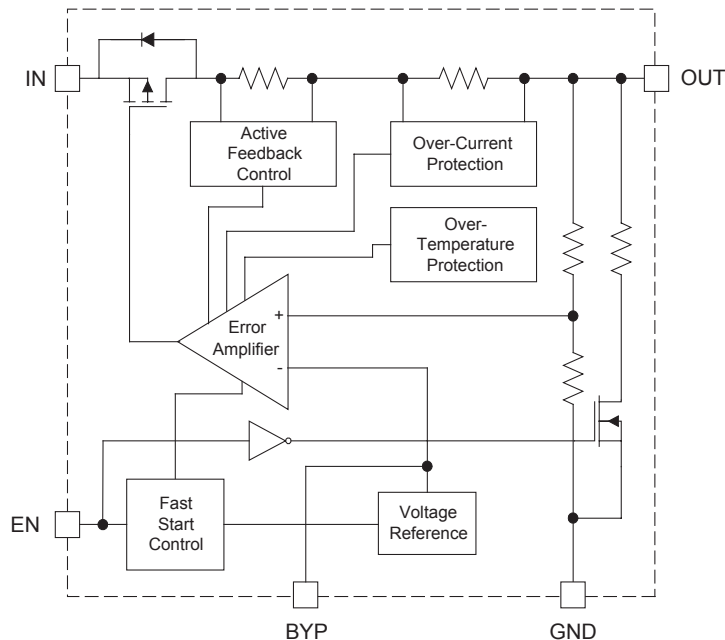 IN
OUT
Active
Feedback
Control
Over-Current
Protection
Over-
Temperature
Protection
+
Error
Amplifier
-
EN
Fast
Start
Control
Voltage
Reference
BYP
GND